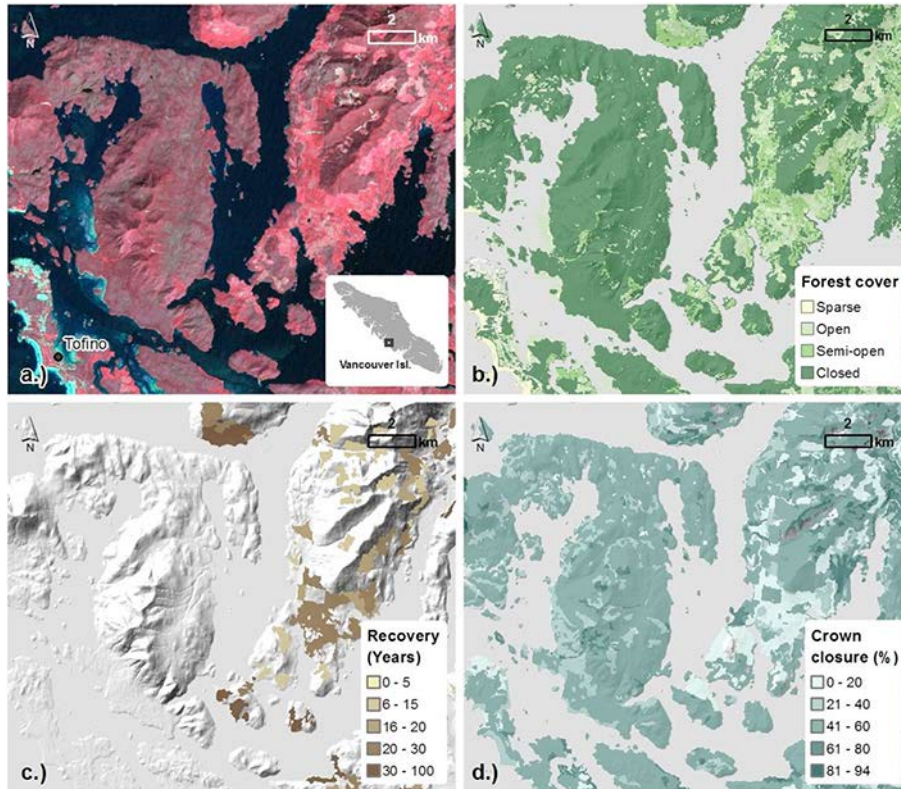 2
km
N
Tofino
Vancouver Isl.
a.)
2
km
N
Forest cover
Sparse
Open
Semi-open
Closed
b.)
2
km
N
Recovery
(Years)
0 - 5
6 - 15
16 - 20
20 - 30
30 - 100
c.)
2
km
N
Crown
closure (%)
0 - 20
21 - 40
41 - 60
61 - 80
81 - 94
d.)